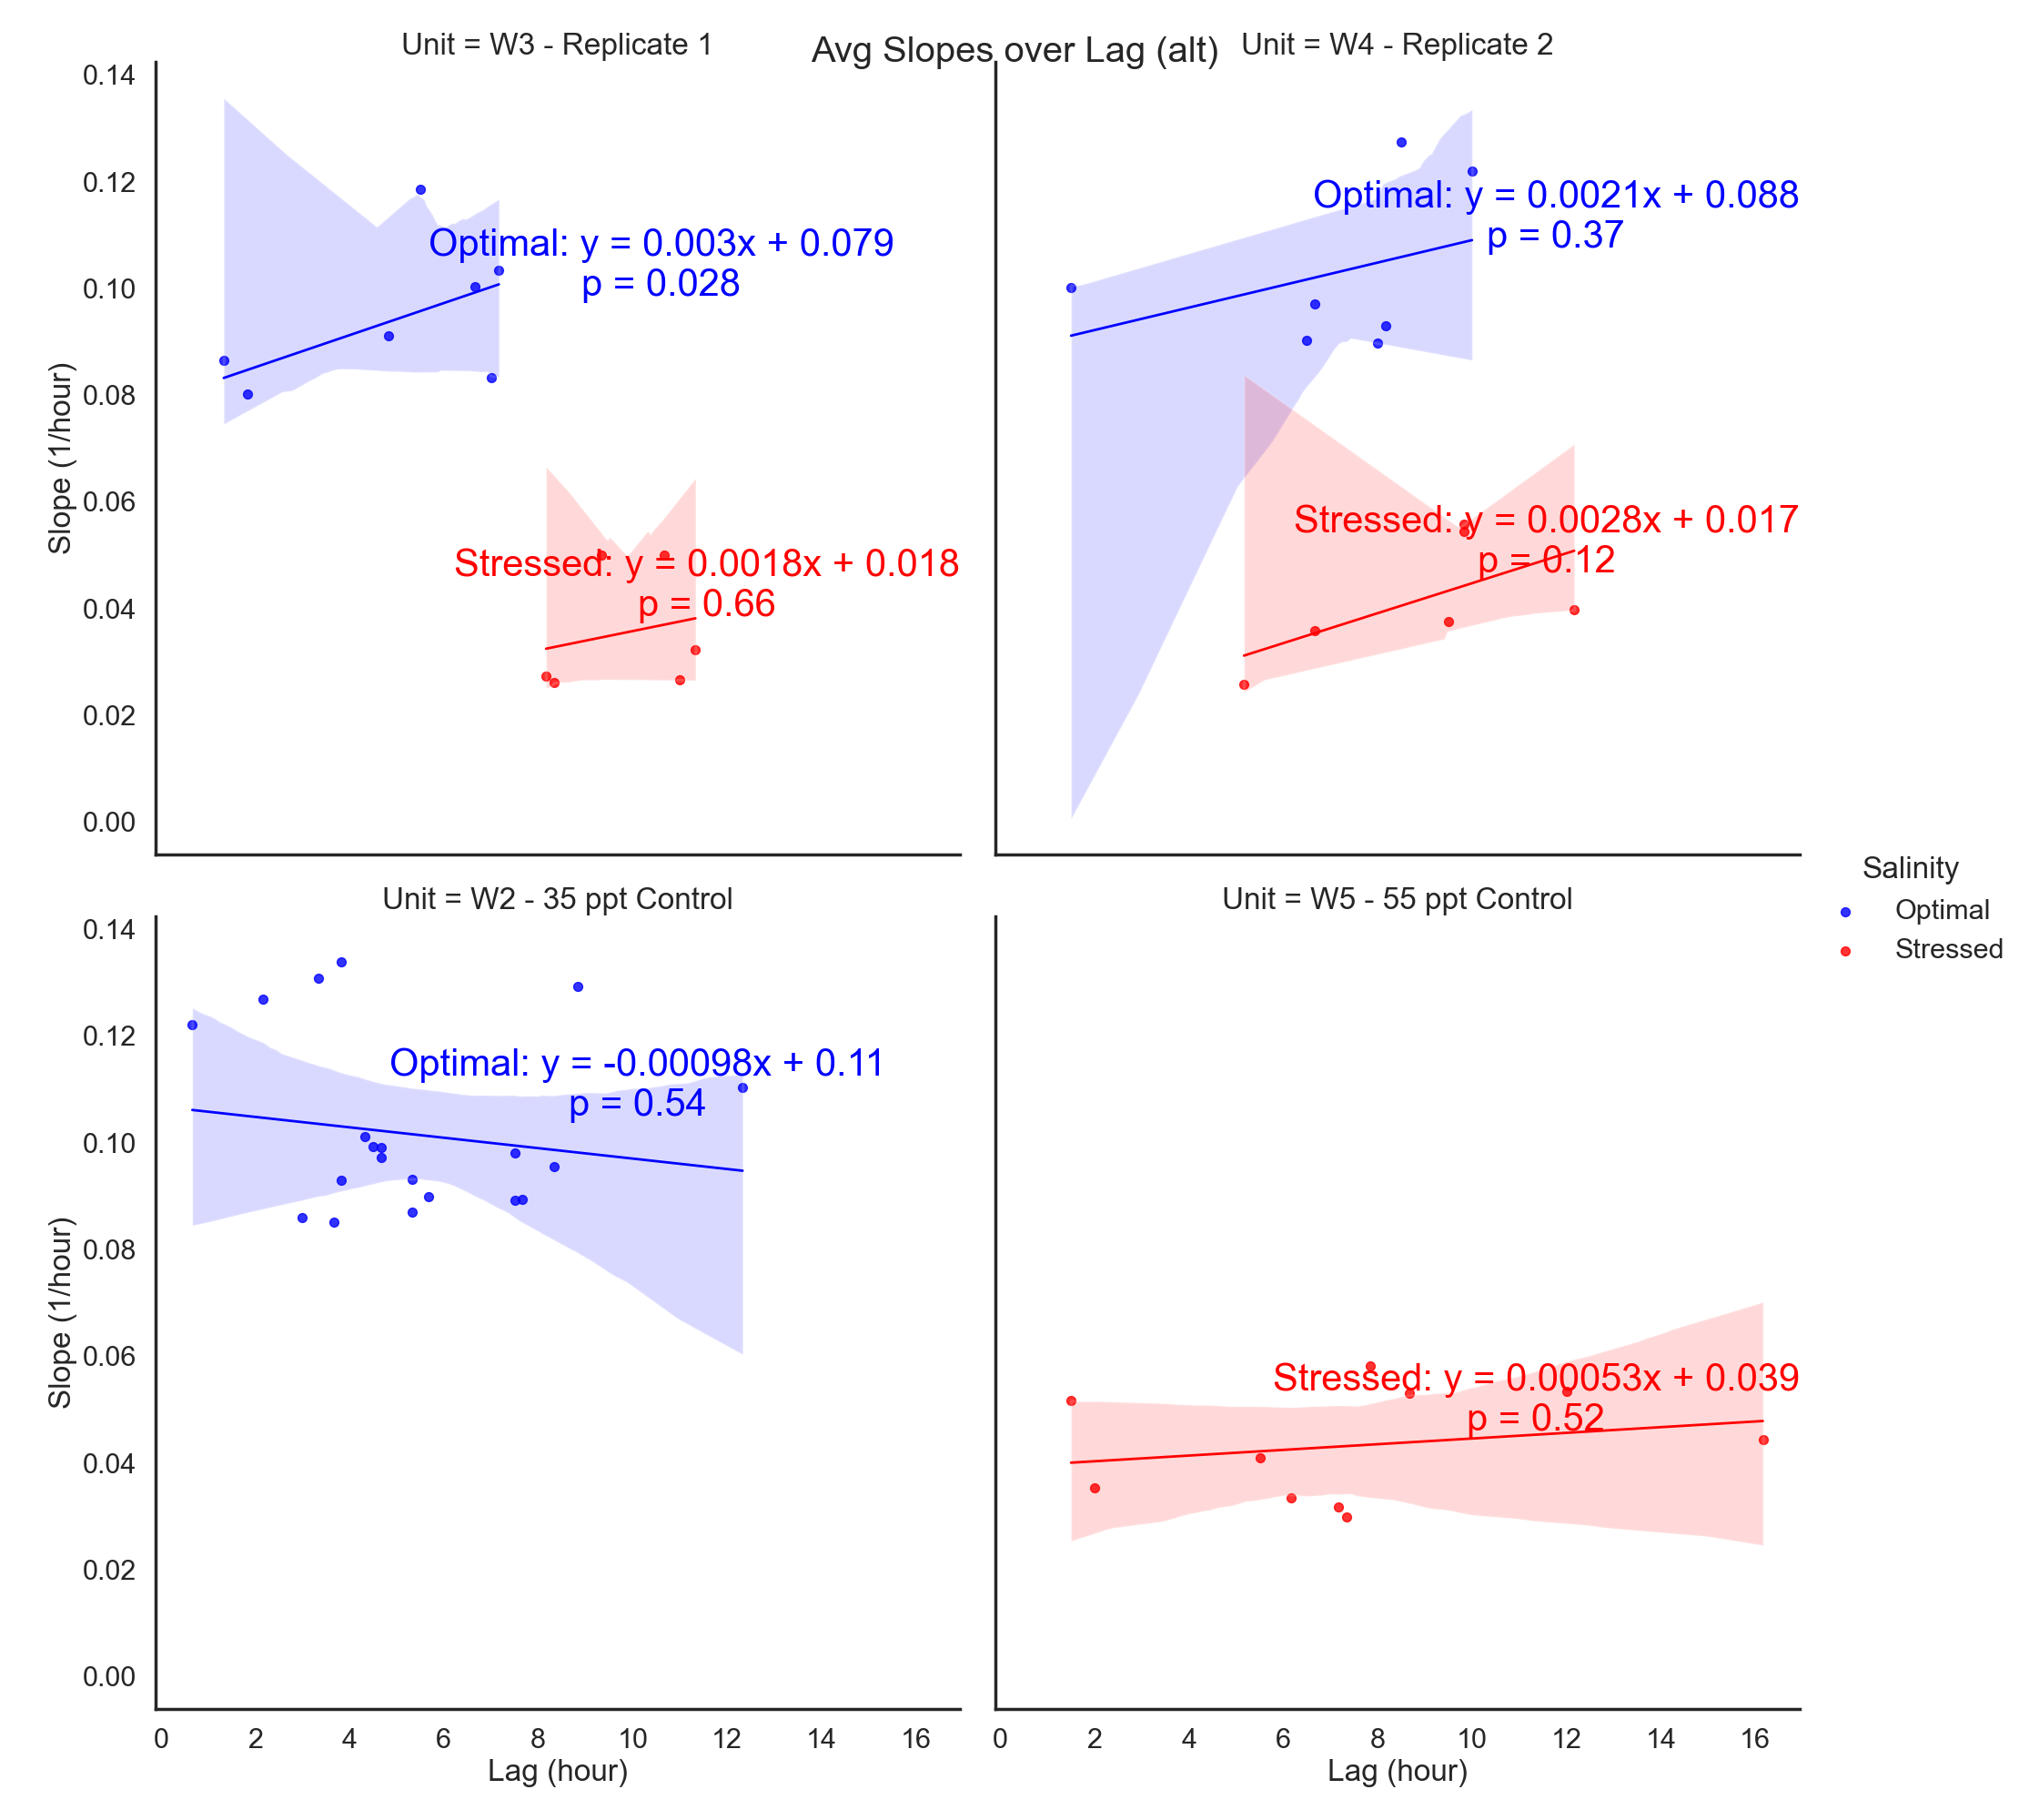 Avg Slopes over Lag (alt)
Unit = W3 - Replicate 1
Unit = W4 - Replicate 2
0.14
0.12
0.10
0.08
0.06
0.04
0.02
0.00
Slope (1/hour)
Optimal: y = 0.003x + 0.079
p = 0.028
Stressed: y = 0.0018x + 0.018
p = 0.66
Optimal: y = 0.0021x + 0.088
p = 0.37
Stressed: y = 0.0028x + 0.017
p = 0.12
Salinity
Optimal
Stressed
Unit = W2 - 35 ppt Control
Unit = W5 - 55 ppt Control
0.14
0.12
0.10
0.08
0.06
0.04
0.02
0.00
Slope (1/hour)
Optimal: y = -0.00098x + 0.11
p = 0.54
Stressed: y = 0.00053x + 0.039
p = 0.52
0 2 4 6 8 10 12 14 16
Lag (hour)
0 2 4 6 8 10 12 14 16
Lag (hour)